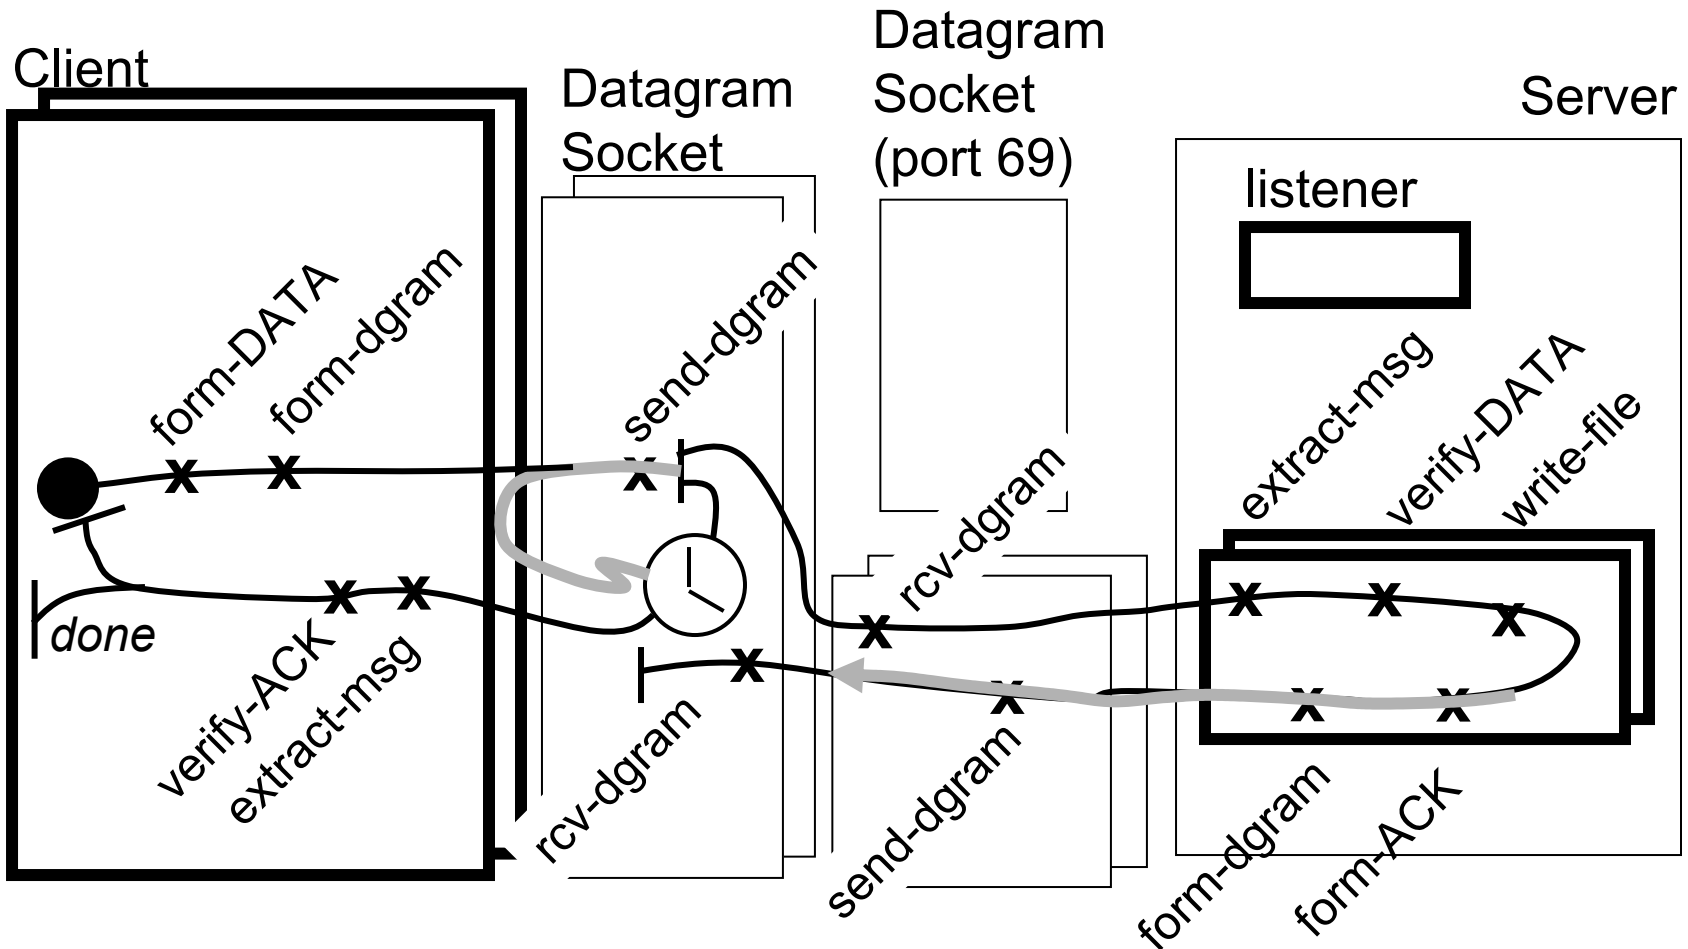 Client
Datagram
Socket
Datagram
Socket
(port 69)
Server
listener
form-DATA
form-dgram
send-dgram
rcv-dgram
extract-msg
verify-DATA
write-file
done
verify-ACK
extract-msg
rcv-dgram
send-dgram
form-dgram
form-ACK